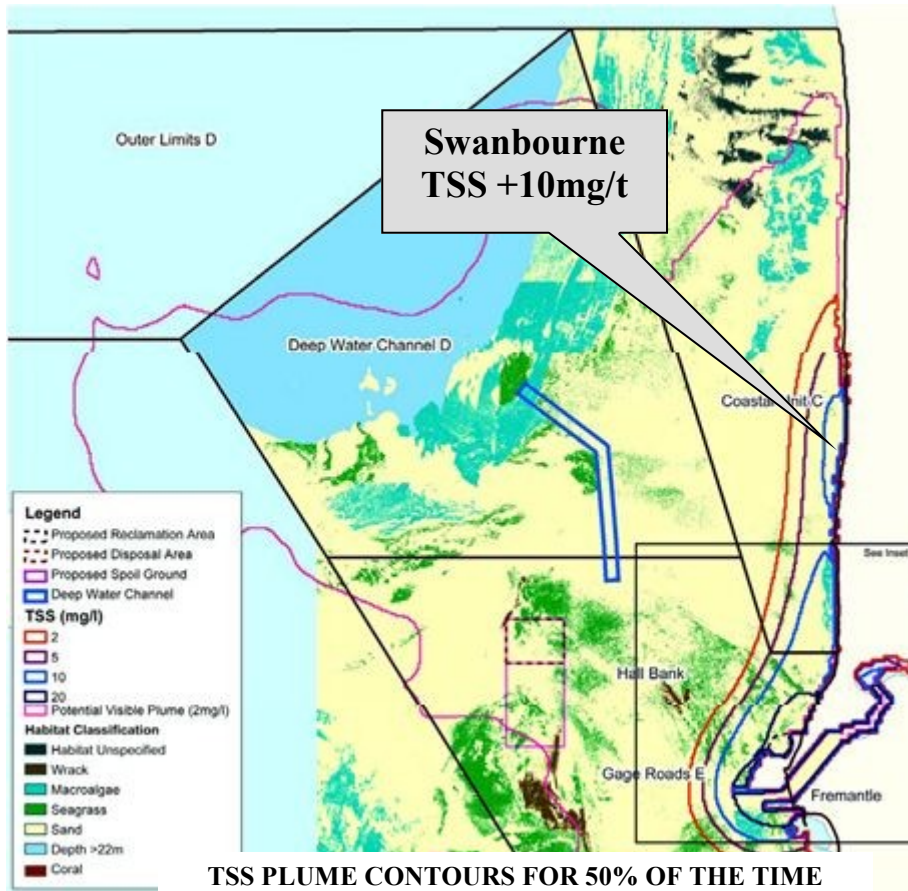 Outer Limits D
Swanbourne
TSS +10mg/t
Deep Water Channel D
Coastal Unit C
See Inset
Legend
Proposed Reclamation Area
Proposed Disposal Area
Proposed Spoil Ground
Deep Water Channel
TSS (mg/l)
2
5
10
20
Potential Visible Plume (2mg/l)
Habitat Classification
Habitat Unspecified
Wrack
Macroalgae
Seagrass
Sand
Depth >22m
Coral
Hall Bank
Gage Roads E
Fremantle
TSS PLUME CONTOURS FOR 50% OF THE TIME